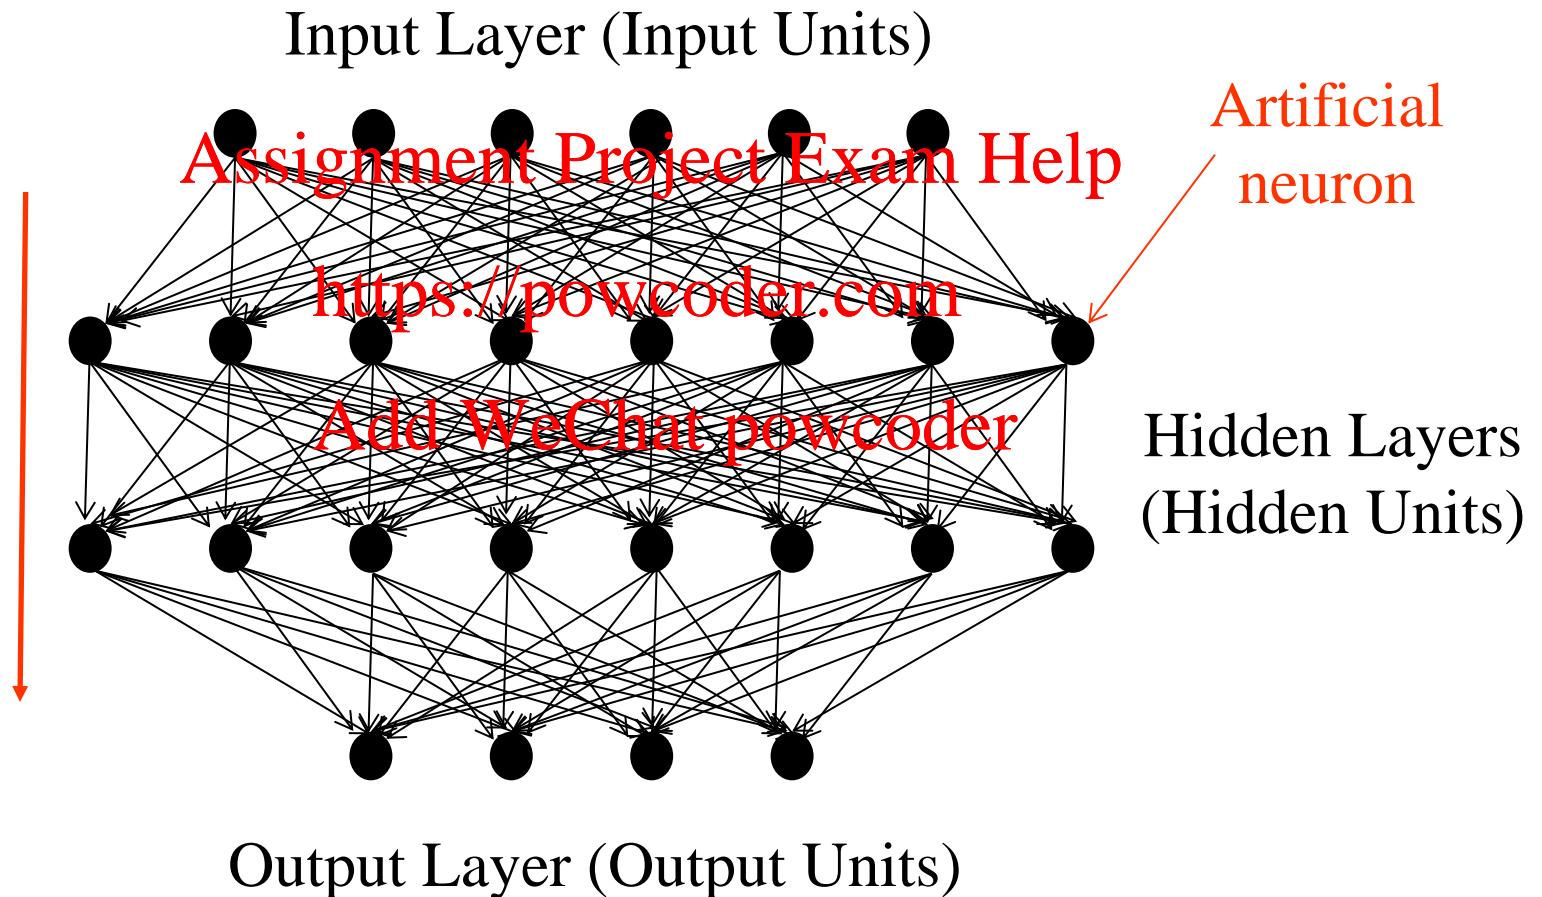 Input Layer (Input Units)
Artificial
neuron
Assignment Project Exam Help
https://powcoder.com
Add WeChat powcoder
Hidden Layers
(Hidden Units)
Output Layer (Output Units)